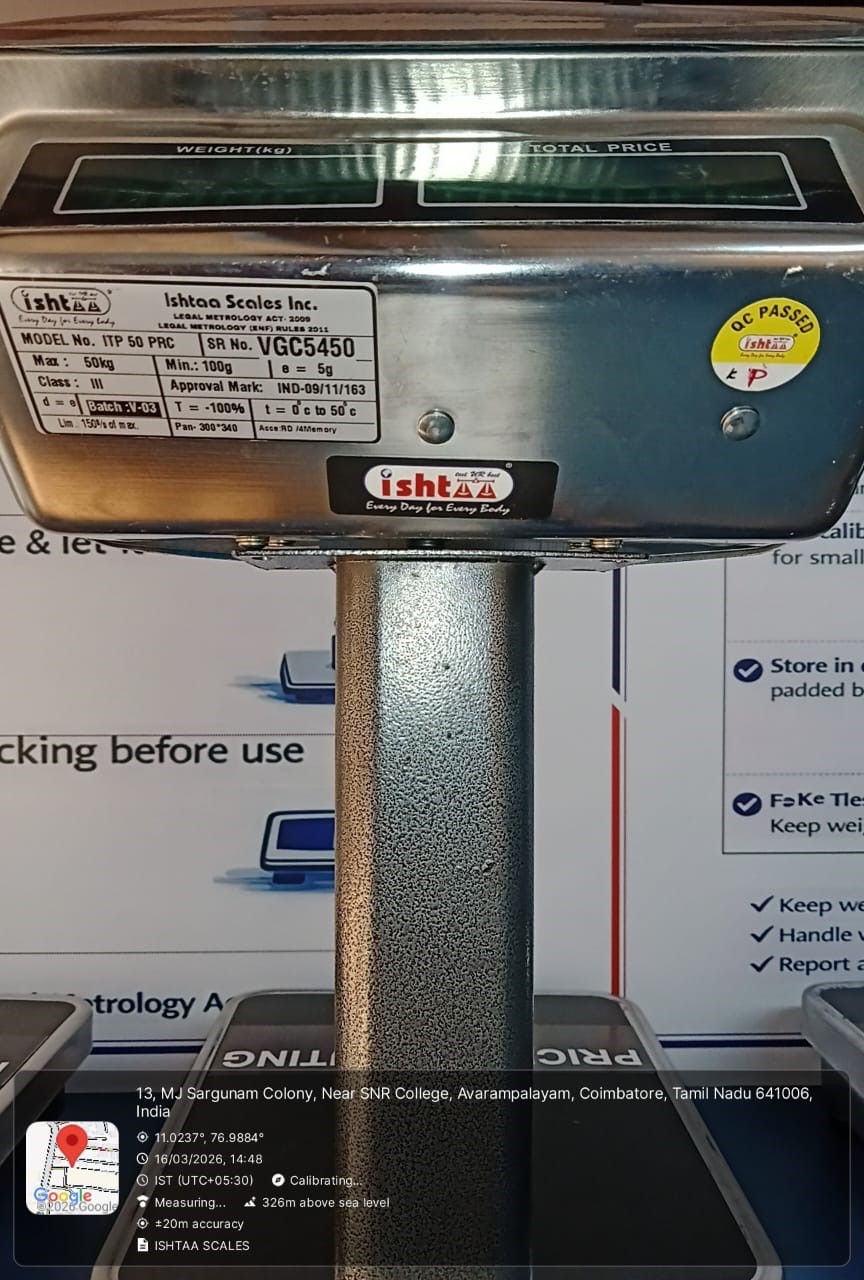 WEIGHT(kg)
TOTAL PRICE
ishtaa
Every Day for Every Body
Ishtaa Scales Inc.
LEGAL METROLOGY ACT- 2009
LEGAL METROLOGY (ENF) RULES 2011
MODEL No. ITP 50 PRC
SR No. VGC5450
Max : 50kg
Min.: 100g
e = 5g
Class : III
Approval Mark: IND-09/11/163
d = e
Batch :V-03
T = -100%
t = 0°c to 50°c
Lim : 150% of max.
Pan- 300*340
Acce:RD /4Memory
QC PASSED
ishtaa
P
ishtaa
Every Day for Every Body
e & let
cking before use
etrology A
for small
Store in
padded b
Keep wei
Keep we
Handle
Report a
PRIC
TING
13, MJ Sargunam Colony, Near SNR College, Avarampalayam, Coimbatore, Tamil Nadu 641006,
India
11.0237°, 76.9884°
16/03/2026, 14:48
IST (UTC+05:30) Calibrating...
Measuring... 326m above sea level
±20m accuracy
ISHTAA SCALES
Google
©2026 Google